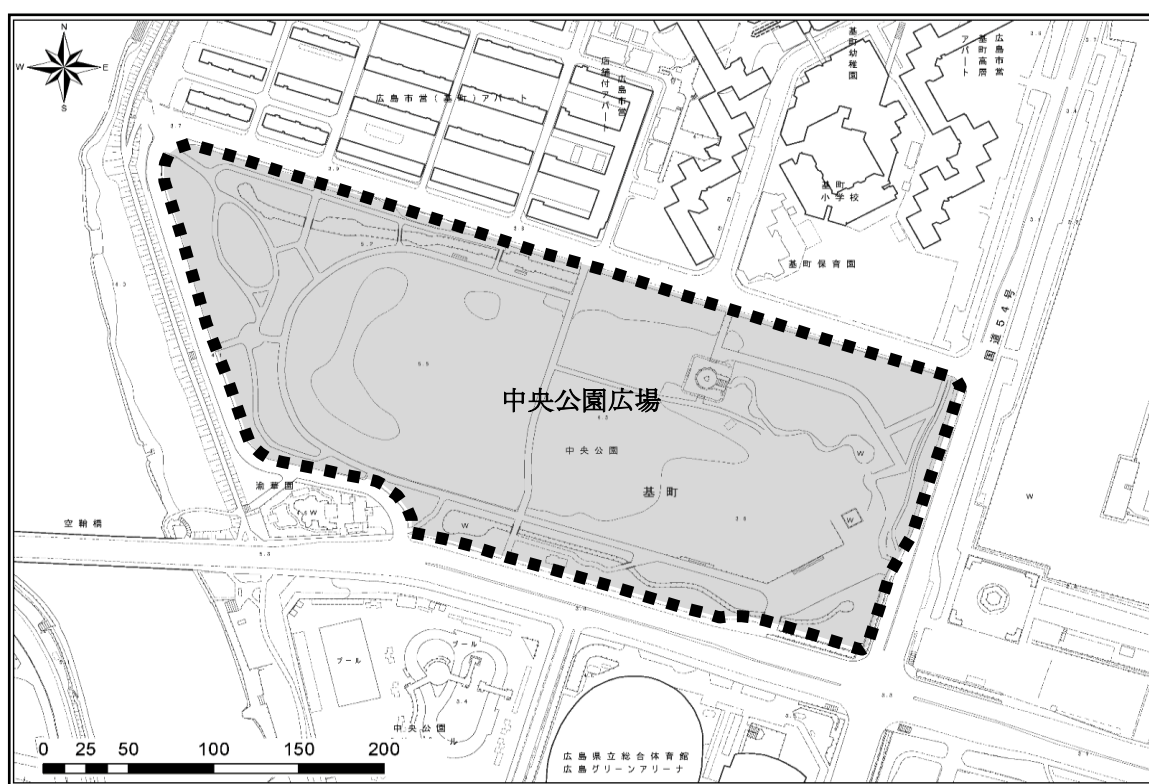 N
W
E
S
広島市営(基町)アパート
広島市営
店舗付アパート
基町幼稚園
広島市営
基町高層
アパート
基町
小学校
基町保育園
国道54号
中央公園広場
中央公園
基町
W
W
W
W
W
渝華園
空鞘橋
プール
プール
中央公園
広島県立総合体育館
広島グリーンアリーナ
0 25 50 100 150 200